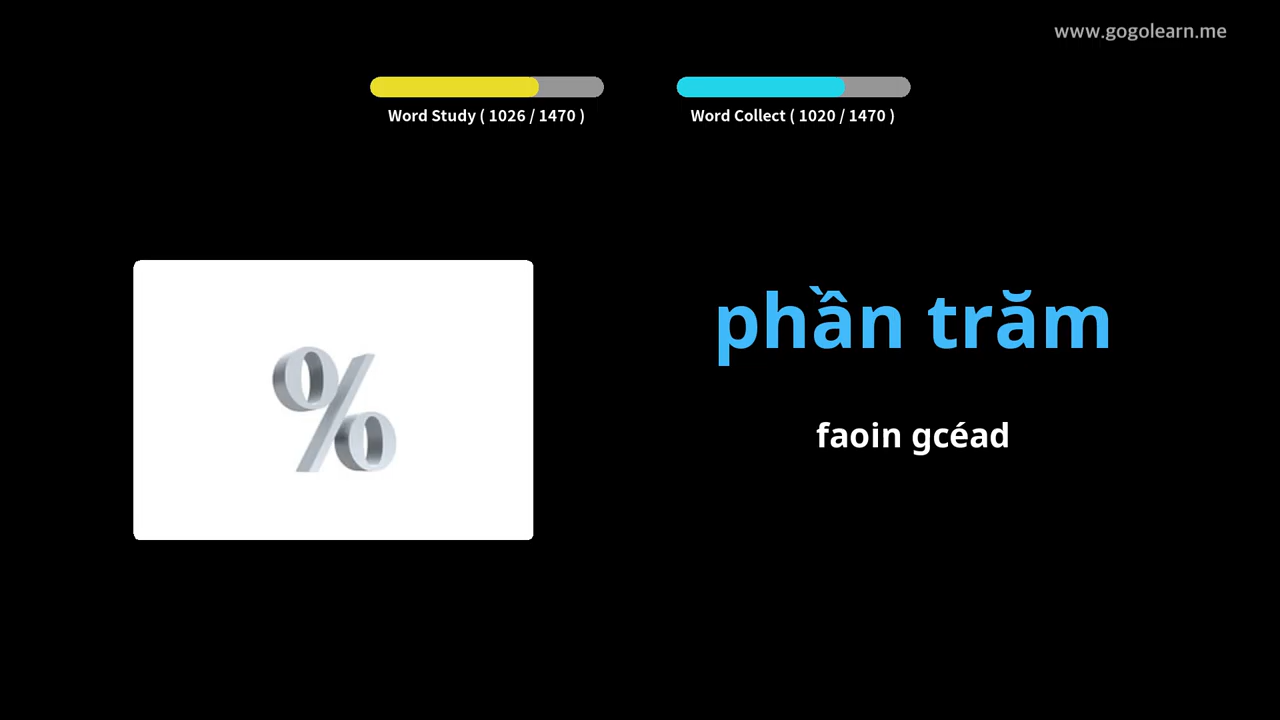 www.gogolearn.me
Word Study ( 1026 / 1470 )
Word Collect ( 1020 / 1470 )
%
phần trăm
faoin gcéad